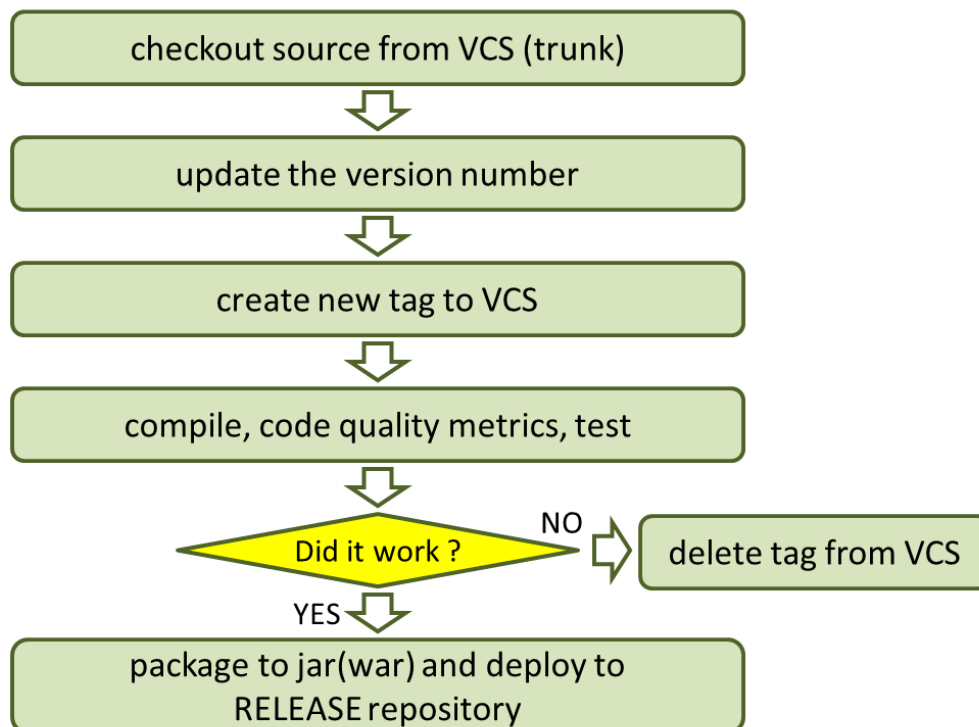 checkout source from VCS (trunk)
update the version number
create new tag to VCS
compile, code quality metrics, test
Did it work ?
NO
delete tag from VCS
YES
package to jar(war) and deploy to
RELEASE repository